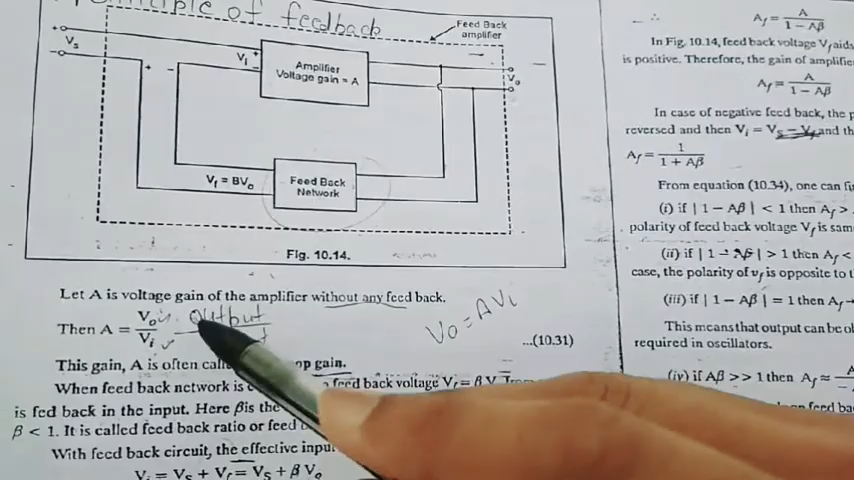 Principle of feedback
Feed Back
amplifier
+ Vs
−
Vi
+
−
Amplifier
Voltage gain = A
Vo
+ −
Vf = BVo
Feed Back
Network
Fig. 10.14.
Let A is voltage gain of the amplifier without any feed back.
Then A = Vo/Vi output
Vo = AVi
...(10.31)
This gain, A is often op gain.
When feed back network is feed back voltage Vf = β V
is fed back in the input. Here β is the
β < 1. It is called feed back ratio or feed
With feed back circuit, the effective input
Vi = Vs + Vf = Vs + β Vo
∴ Af = A/(1 − Aβ)
In Fig. 10.14, feed back voltage Vf aids
is positive. Therefore, the gain of amplifie
Af = A/(1 − Aβ)
In case of negative feed back, the p
reversed and then Vi = Vs − Vf and th
Af = 1/(1 + Aβ)
From equation (10.34), one can fi
(i) if | 1 − Aβ | < 1 then Af >
polarity of feed back voltage Vf is same
(ii) if | 1 − Aβ | > 1 then Af <
case, the polarity of vf is opposite to
(iii) if | 1 − Aβ | = 1 then Af →
This means that output can be o
required in oscillators.
(iv) if Aβ >> 1 then Af ≈
feed ba